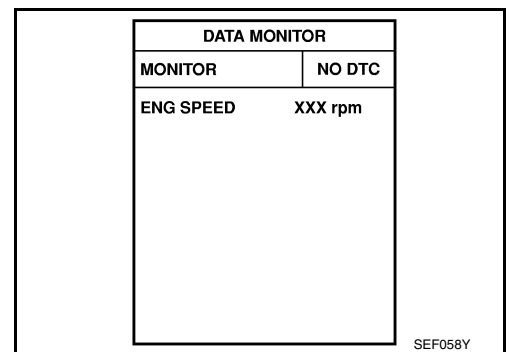 DATA MONITOR
MONITOR NO DTC
ENG SPEED XXX rpm
SEF058Y